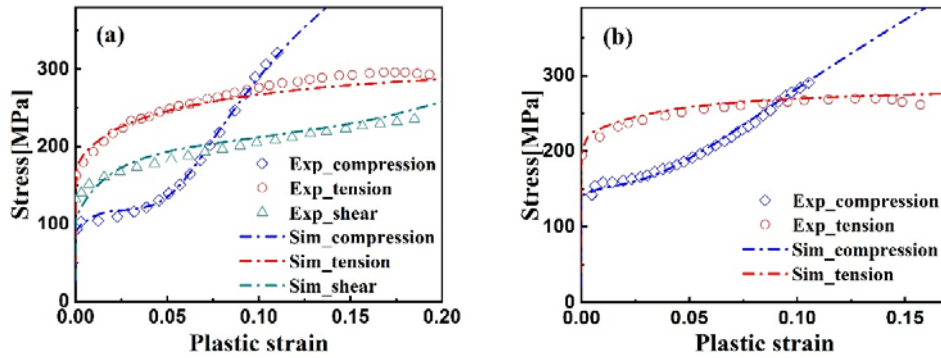 (a)
Stress[MPa]
300
200
100
0
Exp_compression
Exp_tension
Exp_shear
Sim_compression
Sim_tension
Sim_shear
0.00 0.05 0.10 0.15 0.20
Plastic strain
(b)
Stress[MPa]
300
200
100
0
Exp_compression
Exp_tension
Sim_compression
Sim_tension
0.00 0.05 0.10 0.15
Plastic strain